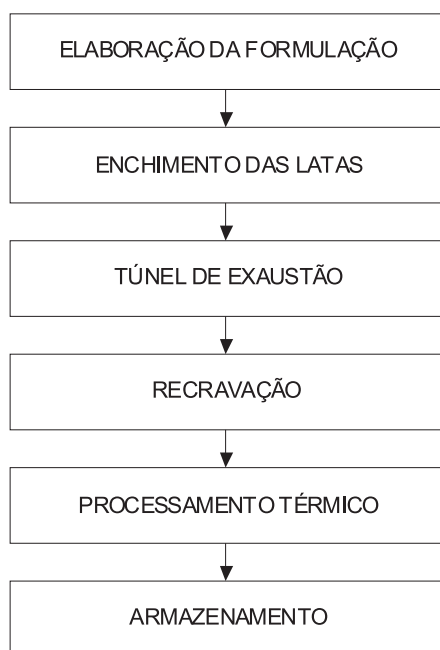 ELABORAÇÃO DA FORMULAÇÃO
ENCHIMENTO DAS LATAS
TÚNEL DE EXAUSTÃO
RECRAVAÇÃO
PROCESSAMENTO TÉRMICO
ARMAZENAMENTO